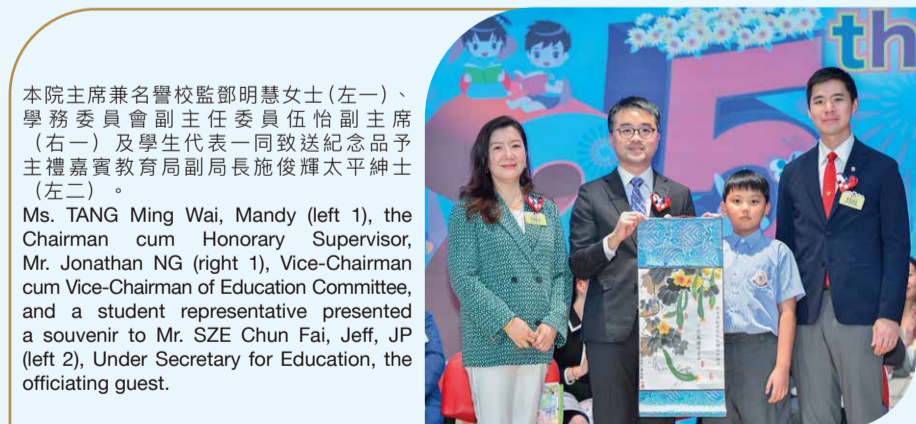 本院主席兼名譽校監鄧明慧女士（左一）、
學務委員會副主任委員伍怡副主席
（右一）及學生代表一同致送紀念品予
主禮嘉賓教育局副局長施俊輝太平紳士
（左二）。
Ms. TANG Ming Wai, Mandy (left 1), the
Chairman cum Honorary Supervisor,
Mr. Jonathan NG (right 1), Vice-Chairman
cum Vice-Chairman of Education Committee,
and a student representative presented
a souvenir to Mr. SZE Chun Fai, Jeff, JP
(left 2), Under Secretary for Education, the
officiating guest.
5th